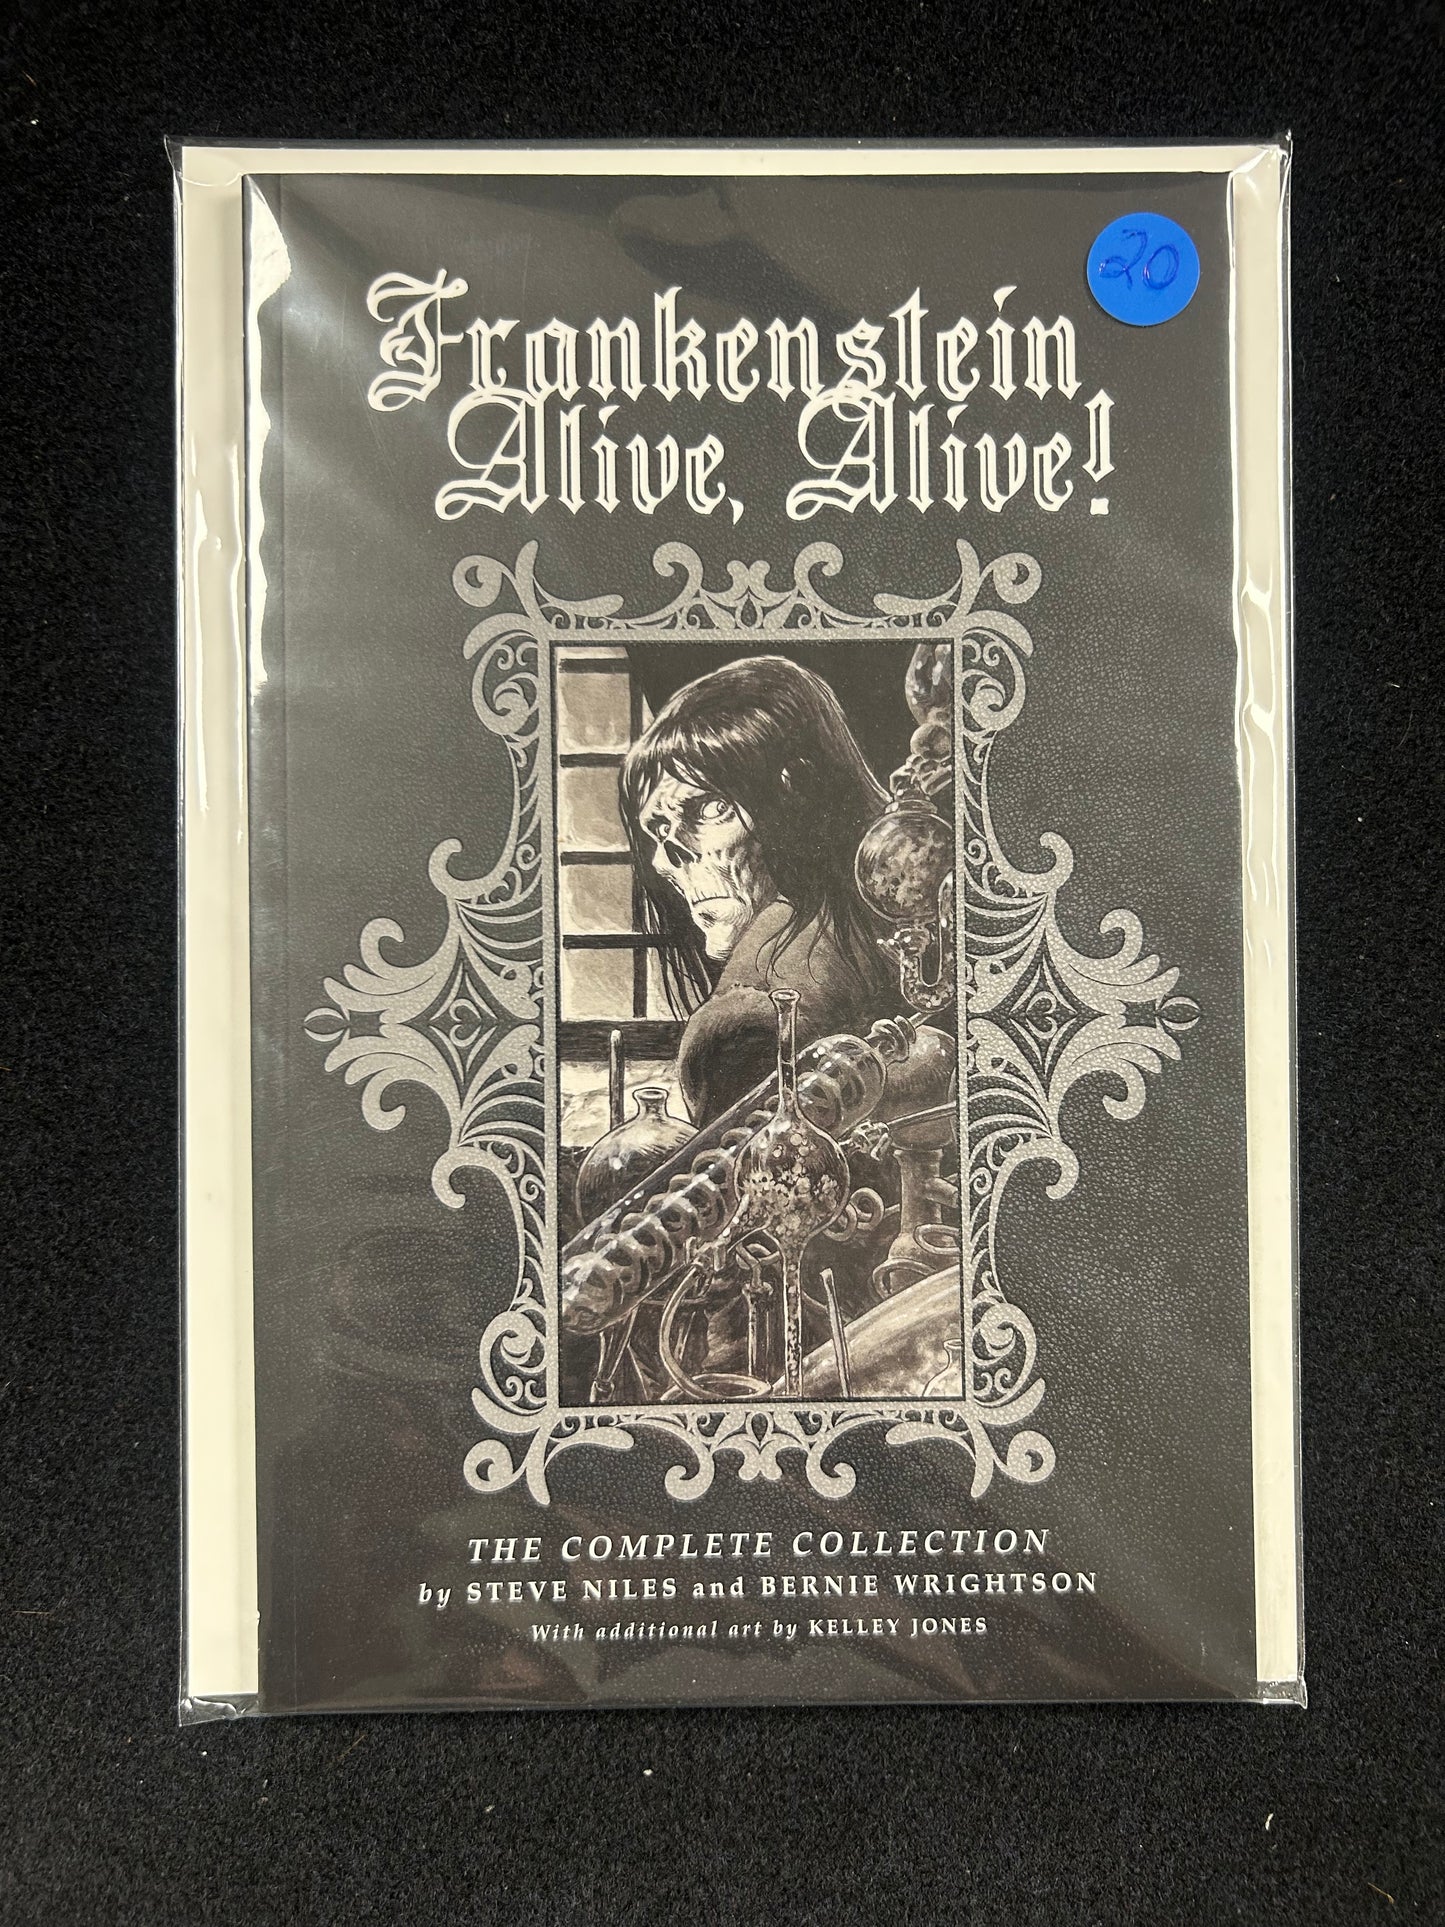 20
Frankenstein
Alive, Alive!
THE COMPLETE COLLECTION
by STEVE NILES and BERNIE WRIGHTSON
With additional art by KELLEY JONES